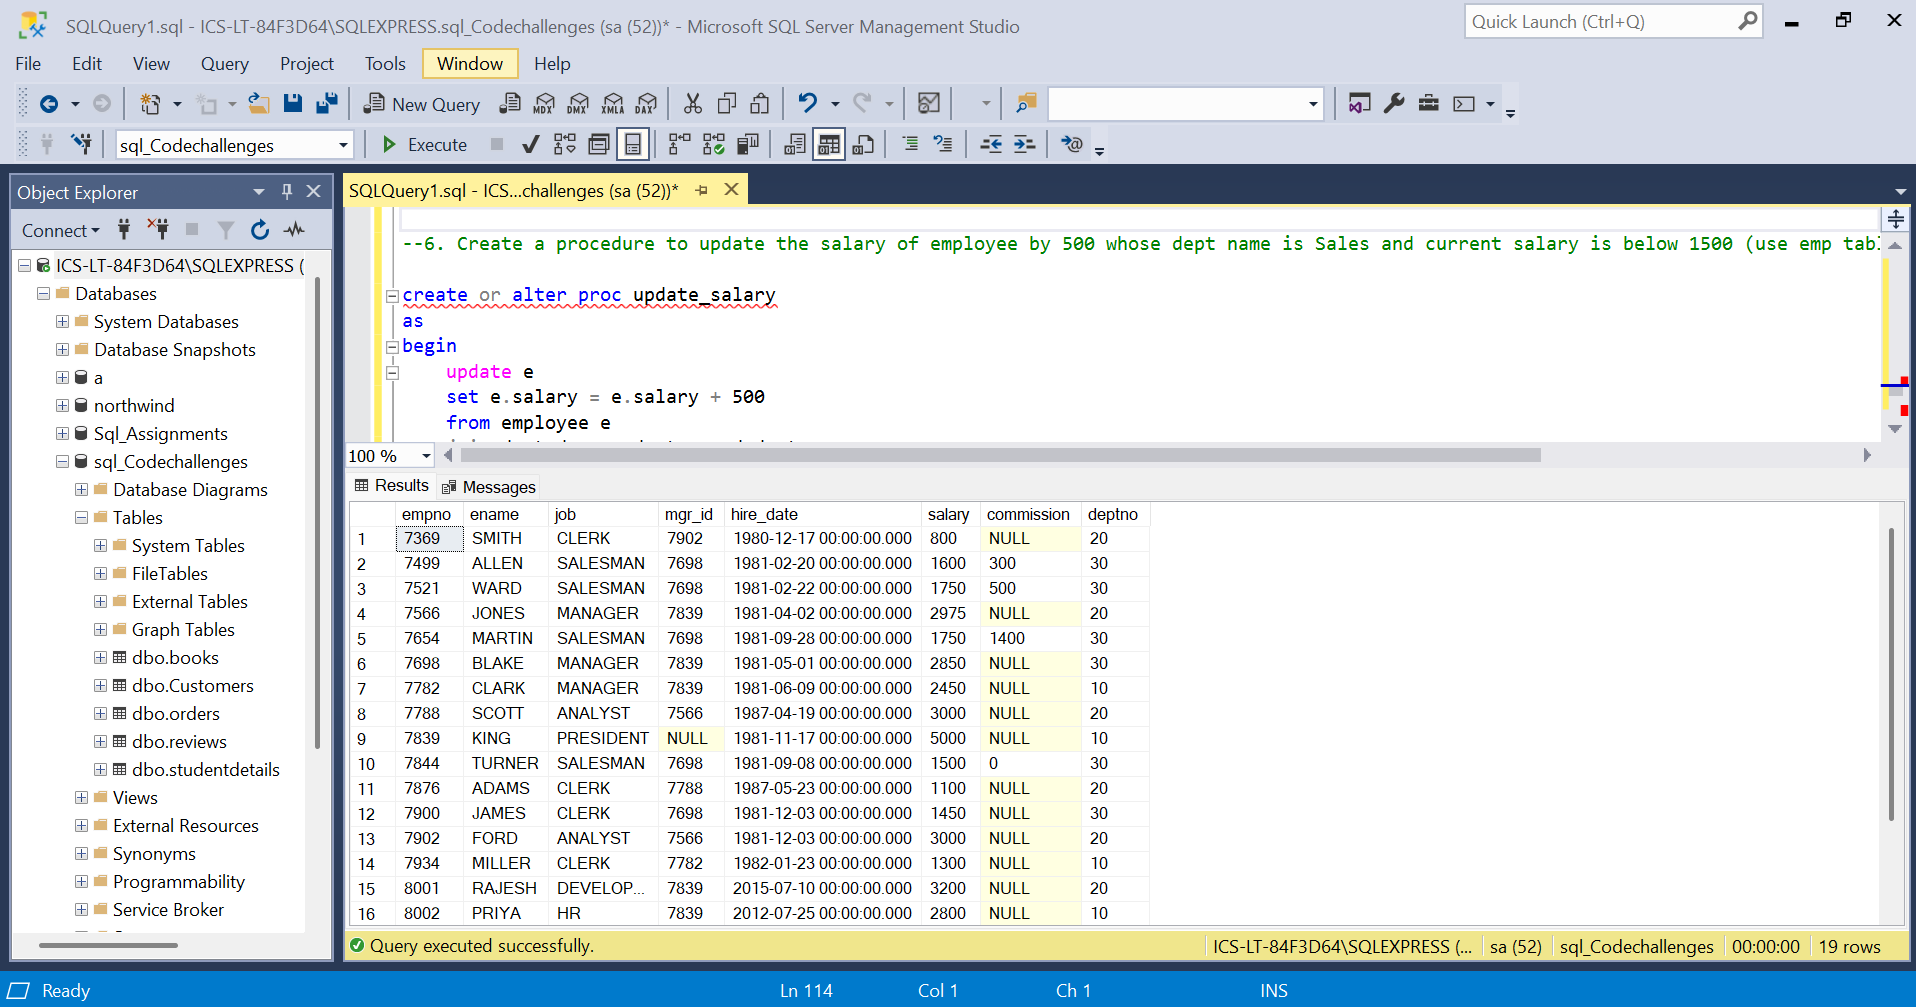 SQLQuery1.sql - ICS-LT-84F3D64\SQLEXPRESS.sql_Codechallenges (sa (52))* - Microsoft SQL Server Management Studio
Quick Launch (Ctrl+Q)
File Edit View Query Project Tools Window Help
New Query MDX DMX XMLA DAX
sql_Codechallenges Execute
Object Explorer
Connect
ICS-LT-84F3D64\SQLEXPRESS (
Databases
System Databases
Database Snapshots
a
northwind
Sql_Assignments
sql_Codechallenges
Database Diagrams
Tables
System Tables
FileTables
External Tables
Graph Tables
dbo.books
dbo.Customers
dbo.orders
dbo.reviews
dbo.studentdetails
Views
External Resources
Synonyms
Programmability
Service Broker
SQLQuery1.sql - ICS...challenges (sa (52))*
--6. Create a procedure to update the salary of employee by 500 whose dept name is Sales and current salary is below 1500 (use emp tab
create or alter proc update_salary
as
begin
update e
set e.salary = e.salary + 500
from employee e
100 %
Results Messages
empno ename job mgr_id hire_date salary commission deptno
1 7369 SMITH CLERK 7902 1980-12-17 00:00:00.000 800 NULL 20
2 7499 ALLEN SALESMAN 7698 1981-02-20 00:00:00.000 1600 300 30
3 7521 WARD SALESMAN 7698 1981-02-22 00:00:00.000 1750 500 30
4 7566 JONES MANAGER 7839 1981-04-02 00:00:00.000 2975 NULL 20
5 7654 MARTIN SALESMAN 7698 1981-09-28 00:00:00.000 1750 1400 30
6 7698 BLAKE MANAGER 7839 1981-05-01 00:00:00.000 2850 NULL 30
7 7782 CLARK MANAGER 7839 1981-06-09 00:00:00.000 2450 NULL 10
8 7788 SCOTT ANALYST 7566 1987-04-19 00:00:00.000 3000 NULL 20
9 7839 KING PRESIDENT NULL 1981-11-17 00:00:00.000 5000 NULL 10
10 7844 TURNER SALESMAN 7698 1981-09-08 00:00:00.000 1500 0 30
11 7876 ADAMS CLERK 7788 1987-05-23 00:00:00.000 1100 NULL 20
12 7900 JAMES CLERK 7698 1981-12-03 00:00:00.000 1450 NULL 30
13 7902 FORD ANALYST 7566 1981-12-03 00:00:00.000 3000 NULL 20
14 7934 MILLER CLERK 7782 1982-01-23 00:00:00.000 1300 NULL 10
15 8001 RAJESH DEVELOP... 7839 2015-07-10 00:00:00.000 3200 NULL 20
16 8002 PRIYA HR 7839 2012-07-25 00:00:00.000 2800 NULL 10
Query executed successfully. ICS-LT-84F3D64\SQLEXPRESS (... sa (52) sql_Codechallenges 00:00:00 19 rows
Ready Ln 114 Col 1 Ch 1 INS